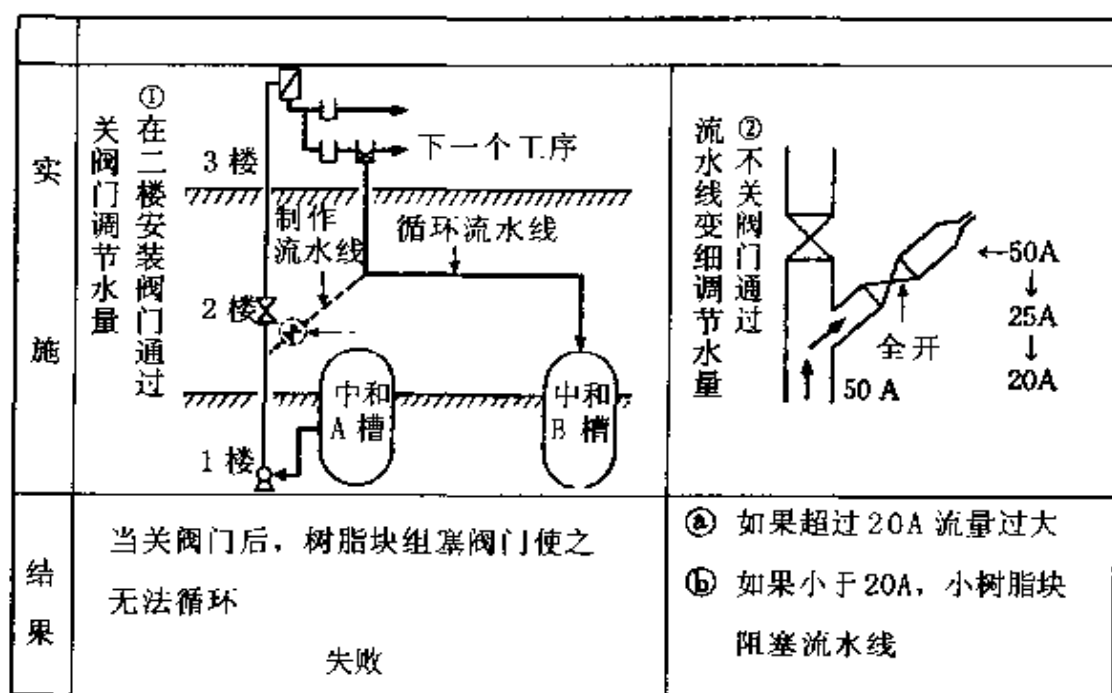 实
施
①在二楼安装阀门通过
关阀门调节水量
3 楼
下一个工序
制作
流水线
循环流水线
2 楼
中和
A 槽
中和
B 槽
1 楼
②不关阀门通过
流水线变细调节水量
50A
25A
20A
全开
50 A
结
果
当关阀门后，树脂块组塞阀门使之
无法循环
失败
ⓐ 如果超过20A 流量过大
ⓑ 如果小于20A，小树脂块
阻塞流水线